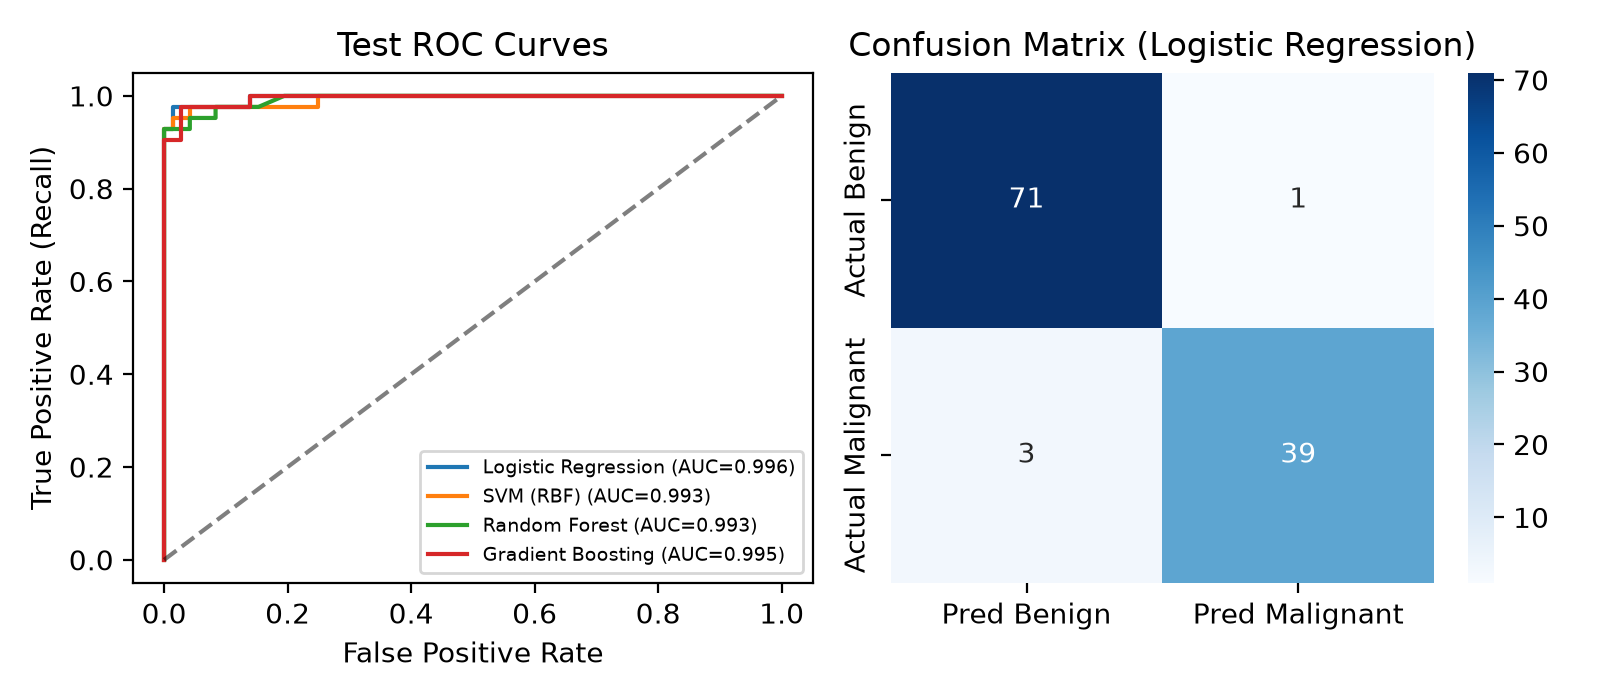 Test ROC Curves
True Positive Rate (Recall)
1.0
0.8
0.6
0.4
0.2
0.0
0.0 0.2 0.4 0.6 0.8 1.0
False Positive Rate
Logistic Regression (AUC=0.996)
SVM (RBF) (AUC=0.993)
Random Forest (AUC=0.993)
Gradient Boosting (AUC=0.995)
Confusion Matrix (Logistic Regression)
Actual Benign
71 1
Actual Malignant
3 39
Pred Benign Pred Malignant
70
60
50
40
30
20
10